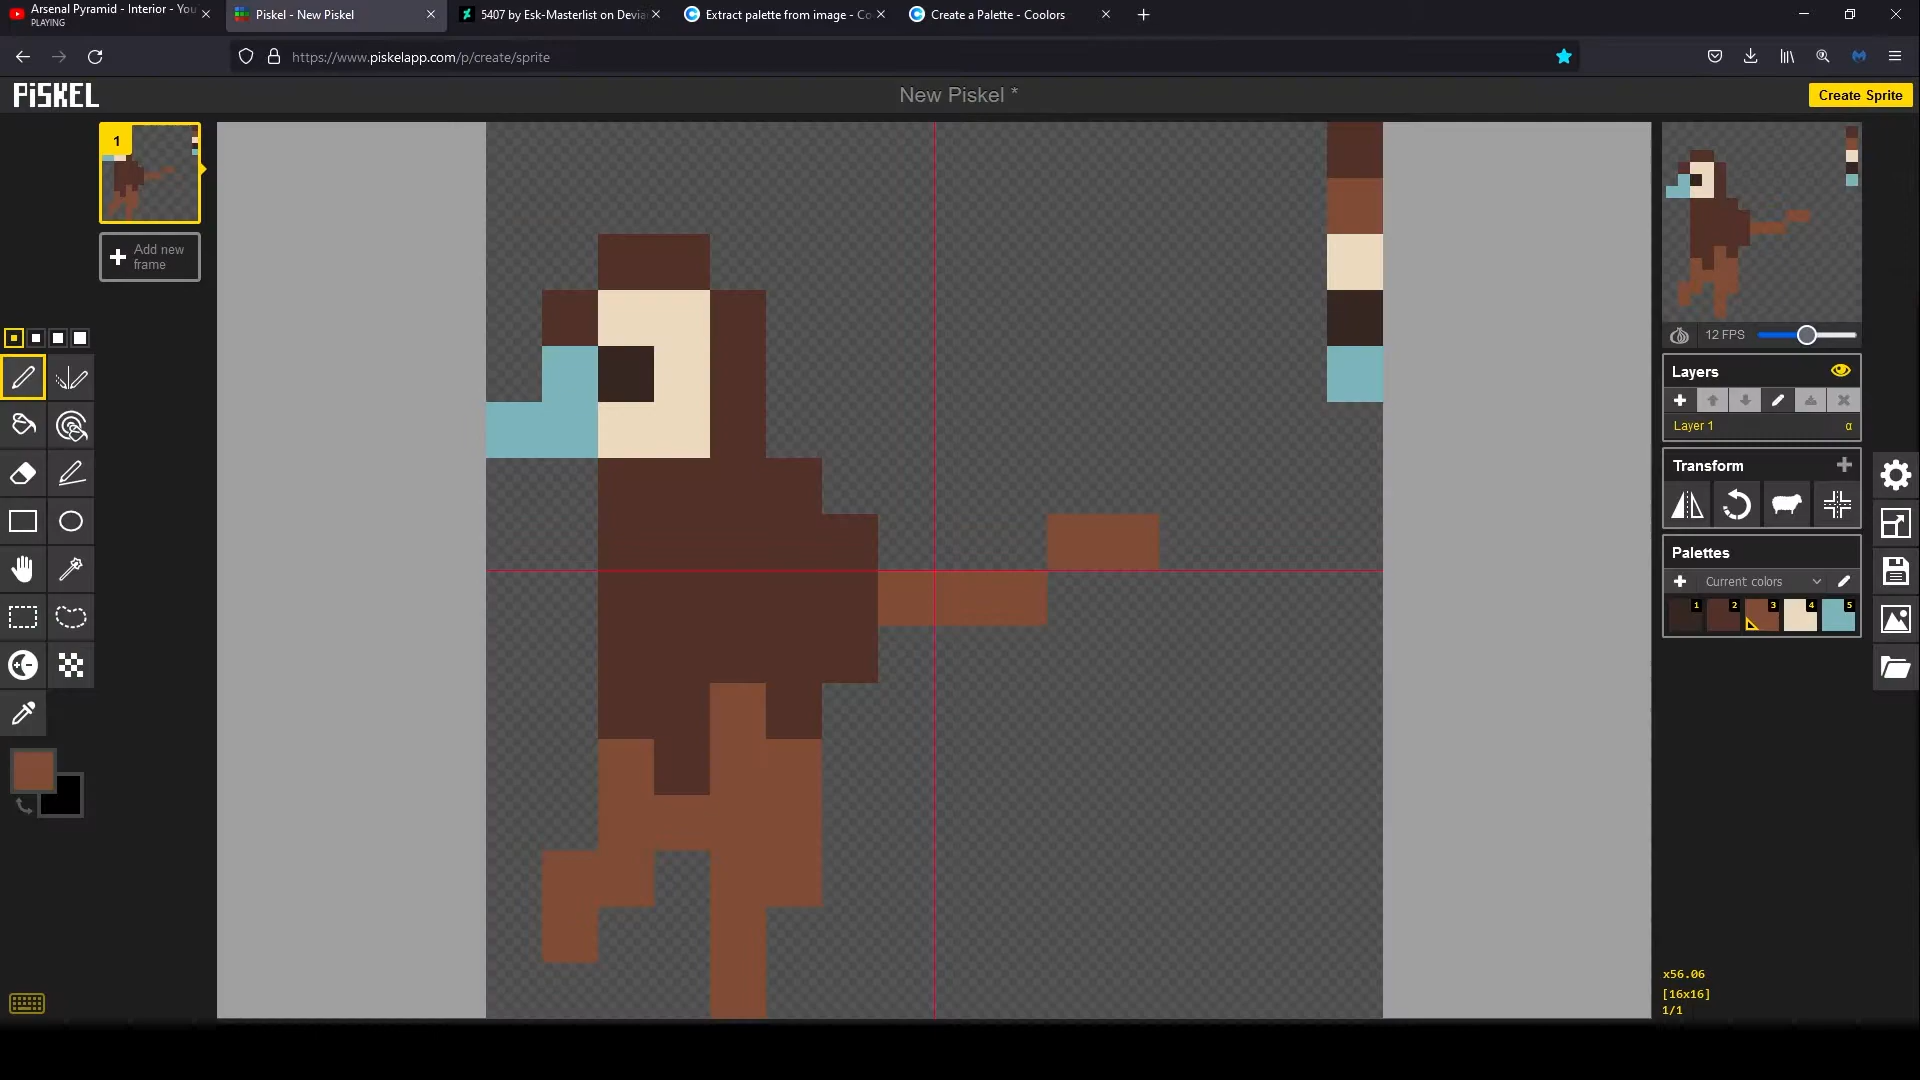 Arsenal Pyramid - Interior - You
PLAYING
Piskel - New Piskel
5407 by Esk-Masterlist on Devia
Extract palette from image - Co
Create a Palette - Coolors
https://www.piskelapp.com/p/create/sprite
PiSKEL
New Piskel *
Create Sprite
1
Add new
frame
12 FPS
Layers
Layer 1
α
Transform
Palettes
Current colors
1 2 3 4 5
x56.06
[16x16]
1/1